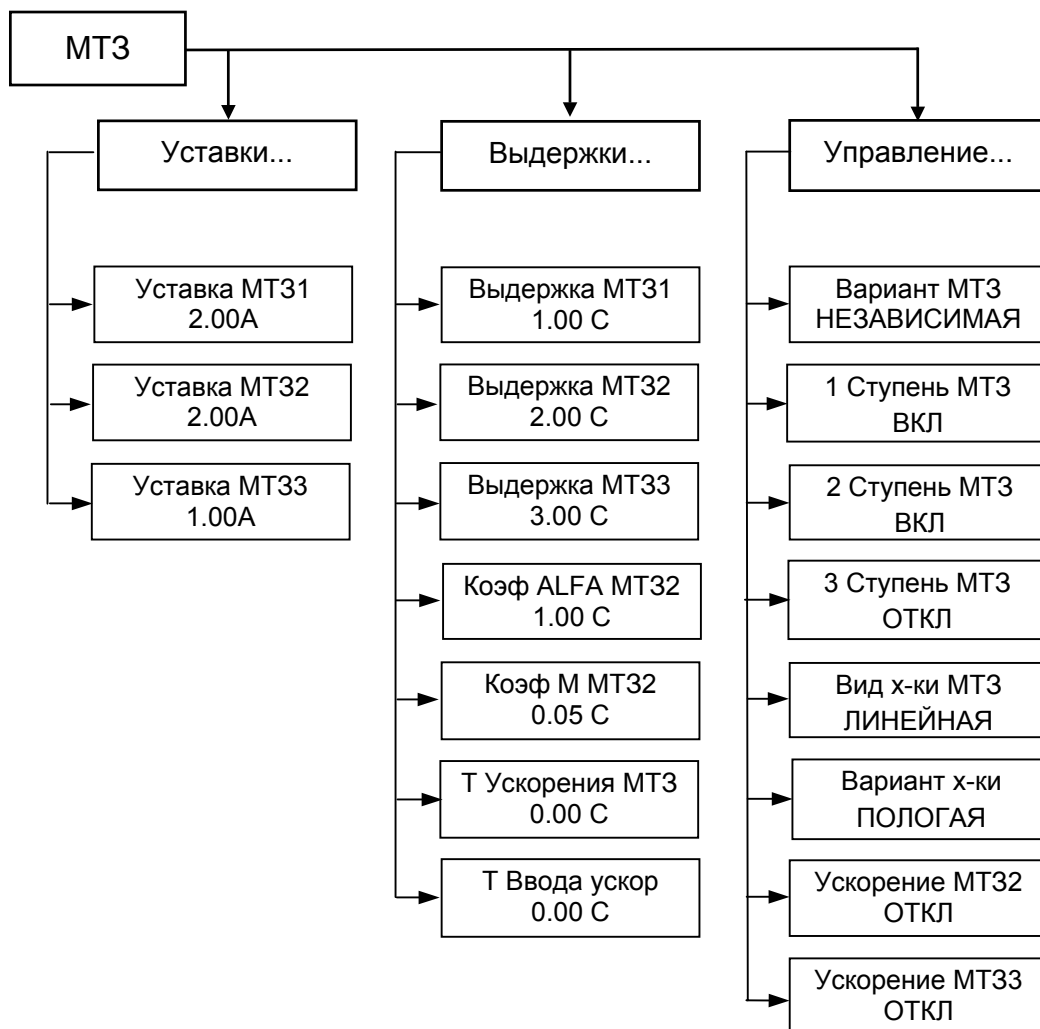 МТЗ
Уставки...
Уставка МТЗ1
2.00А
Уставка МТЗ2
2.00А
Уставка МТЗ3
1.00А
Выдержки...
Выдержка МТЗ1
1.00 С
Выдержка МТЗ2
2.00 С
Выдержка МТЗ3
3.00 С
Коэф ALFA МТЗ2
1.00 С
Коэф М МТЗ2
0.05 С
Т Ускорения МТЗ
0.00 С
Т Ввода ускор
0.00 С
Управление...
Вариант МТЗ
НЕЗАВИСИМАЯ
1 Ступень МТЗ
ВКЛ
2 Ступень МТЗ
ВКЛ
3 Ступень МТЗ
ОТКЛ
Вид х-ки МТЗ
ЛИНЕЙНАЯ
Вариант х-ки
ПОЛОГАЯ
Ускорение МТЗ2
ОТКЛ
Ускорение МТЗ3
ОТКЛ